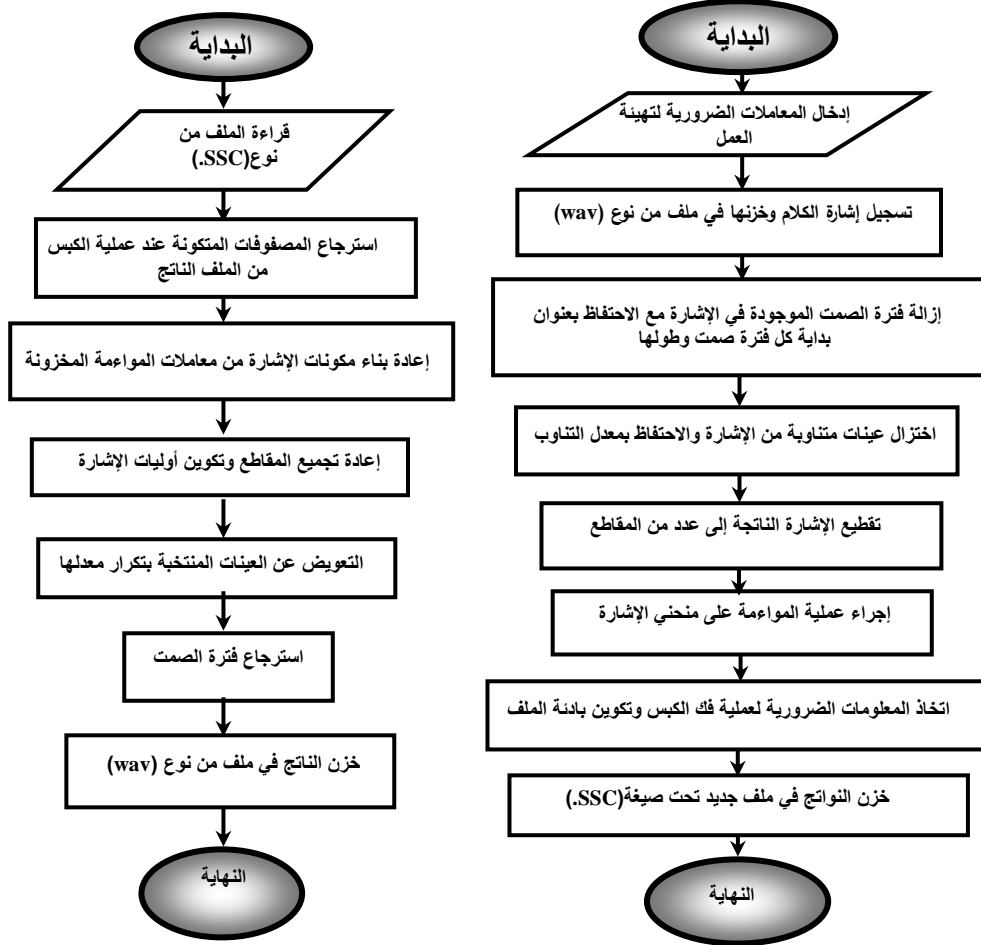 البداية
إدخال المعاملات الضرورية لتهيئة
العمل
تسجيل إشارة الكلام وخزنها في ملف من نوع (wav)
إزالة فترة الصمت الموجودة في الإشارة مع الاحتفاظ بعنوان
بداية كل فترة صمت وطولها
اختزال عينات متناوبة من الإشارة والاحتفاظ بمعدل التناوب
تقطيع الإشارة الناتجة إلى عدد من المقاطع
إجراء عملية المواءمة على منحني الإشارة
اتخاذ المعلومات الضرورية لعملية فك الكبس وتكوين بادئة الملف
خزن النواتج في ملف جديد تحت صيغة(SSC.)
النهاية
البداية
قراءة الملف من
نوع(SSC.)
استرجاع المصفوفات المتكونة عند عملية الكبس
من الملف الناتج
إعادة بناء مكونات الإشارة من معاملات المواءمة المخزونة
إعادة تجميع المقاطع وتكوين أوليات الإشارة
التعويض عن العينات المنتخبة بتكرار معدلها
استرجاع فترة الصمت
خزن الناتج في ملف من نوع (wav)
النهاية